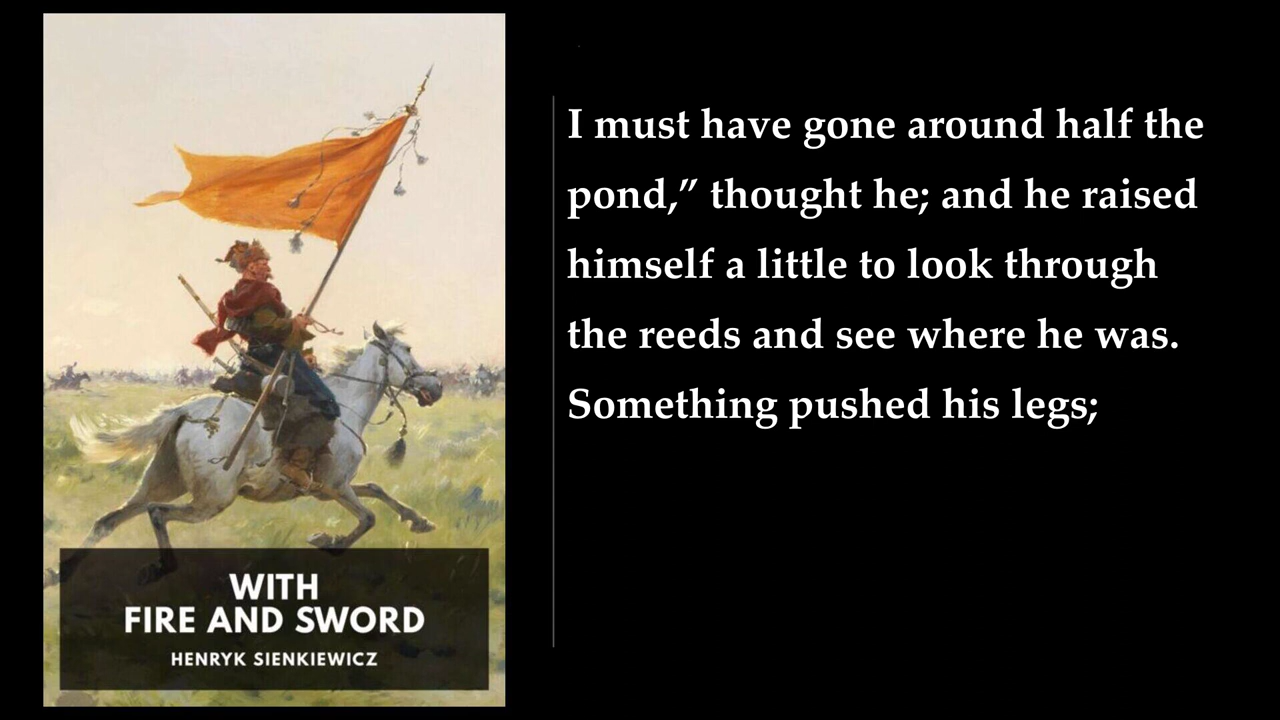 I must have gone around half the
pond,” thought he; and he raised
himself a little to look through
the reeds and see where he was.
Something pushed his legs;
WITH
FIRE AND SWORD
HENRYK SIENKIEWICZ